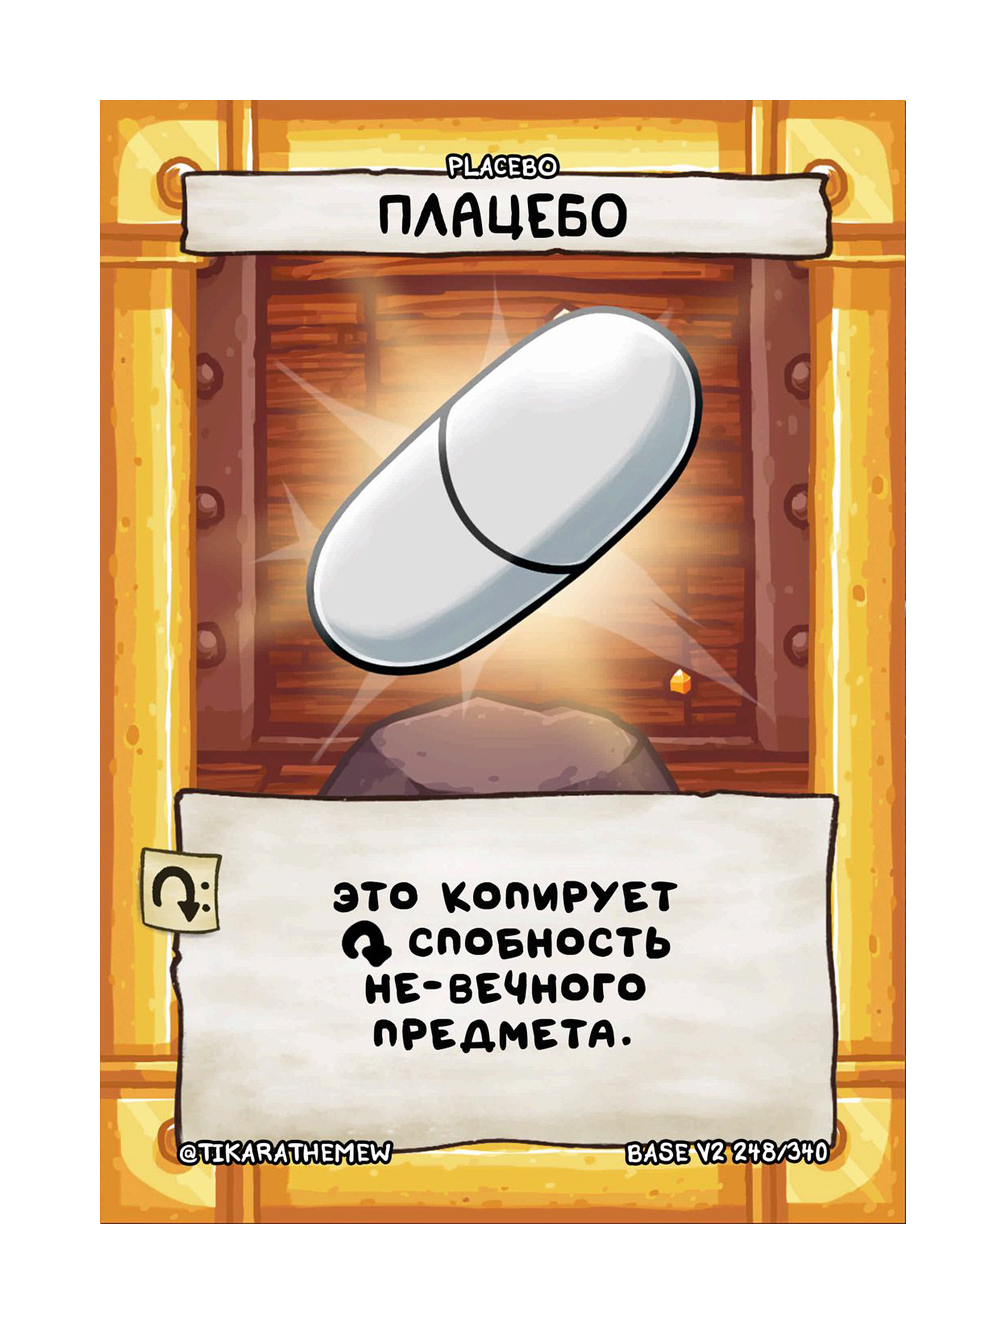 PLACEBO
ПЛАЦЕБО
ЭТО КОПИРУЕТ
СПОБНОСТЬ
НЕ-ВЕЧНОГО
ПРЕДМЕТА.
@TIKARATHEMEW
BASE V2 248/340